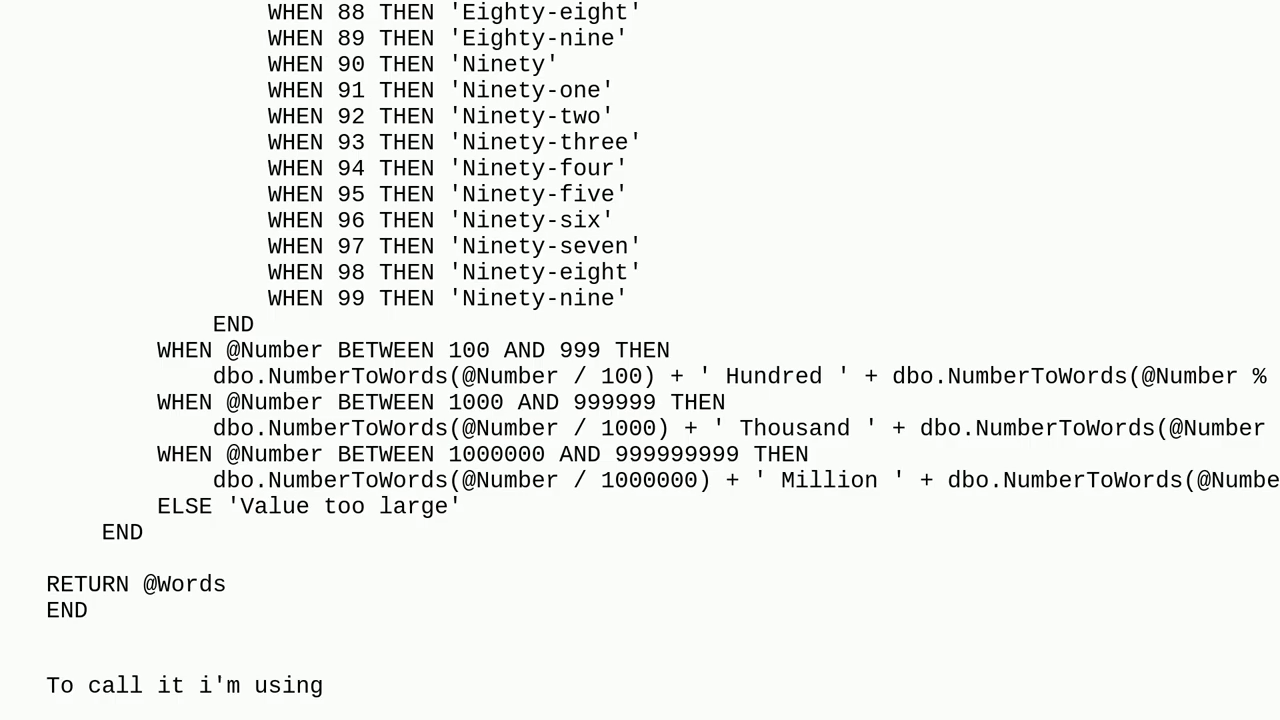 WHEN 88 THEN 'Eighty-eight'
WHEN 89 THEN 'Eighty-nine'
WHEN 90 THEN 'Ninety'
WHEN 91 THEN 'Ninety-one'
WHEN 92 THEN 'Ninety-two'
WHEN 93 THEN 'Ninety-three'
WHEN 94 THEN 'Ninety-four'
WHEN 95 THEN 'Ninety-five'
WHEN 96 THEN 'Ninety-six'
WHEN 97 THEN 'Ninety-seven'
WHEN 98 THEN 'Ninety-eight'
WHEN 99 THEN 'Ninety-nine'
END
WHEN @Number BETWEEN 100 AND 999 THEN
dbo.NumberToWords(@Number / 100) + ' Hundred ' + dbo.NumberToWords(@Number %
WHEN @Number BETWEEN 1000 AND 999999 THEN
dbo.NumberToWords(@Number / 1000) + ' Thousand ' + dbo.NumberToWords(@Number
WHEN @Number BETWEEN 1000000 AND 999999999 THEN
dbo.NumberToWords(@Number / 1000000) + ' Million ' + dbo.NumberToWords(@Numbe
ELSE 'Value too large'
END
RETURN @Words
END
To call it i'm using